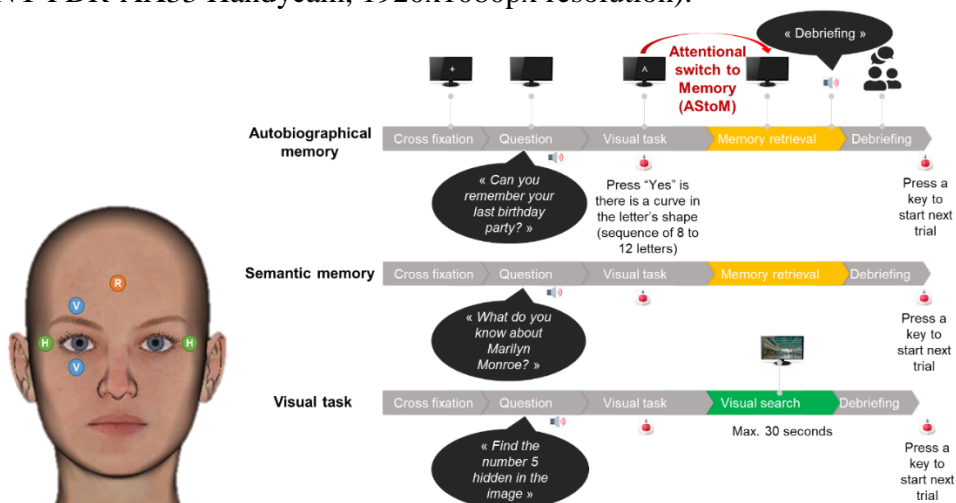 « Debriefing »
Attentional
switch to
Memory
(AStoM)
+
Λ
Autobiographical
memory
Cross fixation
Question
Visual task
Memory retrieval
Debriefing
« Can you
remember your
last birthday
party? »
Press “Yes” is
there is a curve in
the letter’s shape
(sequence of 8 to
12 letters)
Press a
key to
start next
trial
Semantic memory
Cross fixation
Question
Visual task
Memory retrieval
Debriefing
« What do you
know about
Marilyn
Monroe? »
Press a
key to
start next
trial
Visual task
Cross fixation
Question
Visual task
Visual search
Debriefing
« Find the
number 5
hidden in the
image »
Max. 30 seconds
Press a
key to
start next
trial
R
V
H
H
V